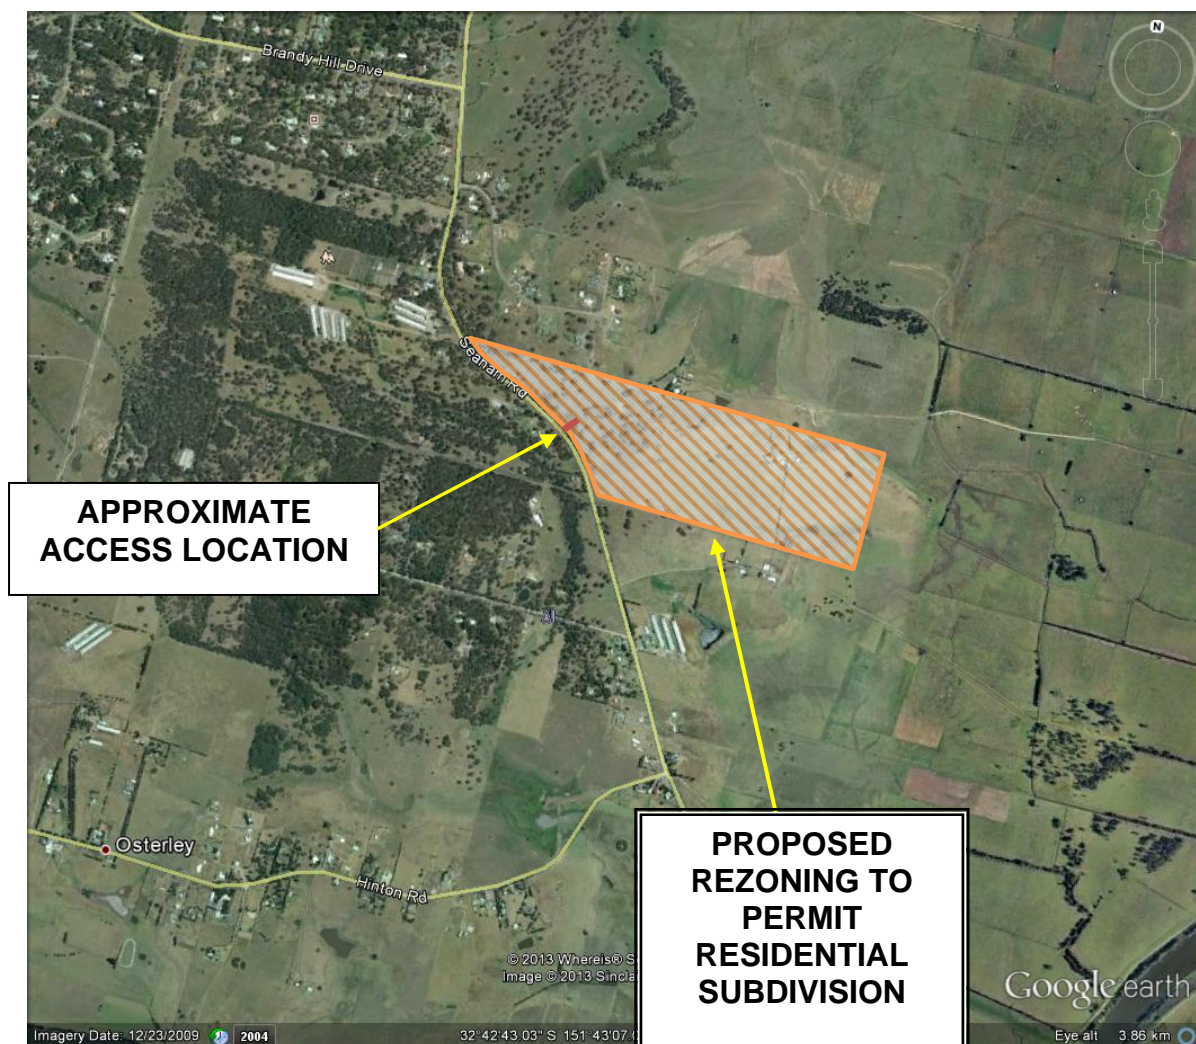 N
Brandy Hill Drive
Seaham Rd
APPROXIMATE
ACCESS LOCATION
Osterley
Hinton Rd
PROPOSED
REZONING TO
PERMIT
RESIDENTIAL
SUBDIVISION
© 2013 Whereis® S
Image © 2013 Sincla
Google earth
Imagery Date: 12/23/2009
2004
32°42'43.03" S 151°43'07.
Eye alt 3.86 km